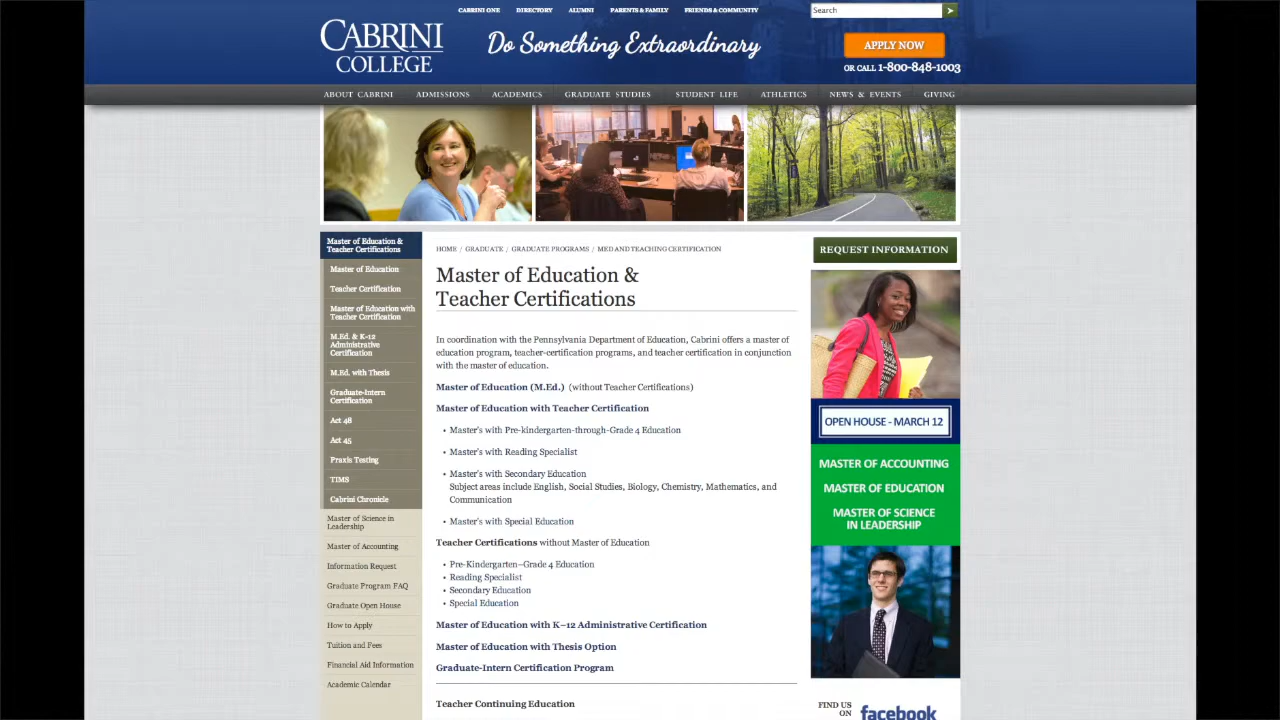 CABRINI ONE DIRECTORY ALUMNI PARENTS & FAMILY FRIENDS & COMMUNITY
Search
CABRINI
COLLEGE
Do Something Extraordinary
APPLY NOW
OR CALL 1-800-848-1003
ABOUT CABRINI ADMISSIONS ACADEMICS GRADUATE STUDIES STUDENT LIFE ATHLETICS NEWS & EVENTS GIVING
Master of Education &
Teacher Certifications
Master of Education
Teacher Certification
Master of Education with
Teacher Certification
M.Ed. & K-12
Administrative
Certification
M.Ed. with Thesis
Graduate-Intern
Certification
Act 48
Act 45
Praxis Testing
TIMS
Cabrini Chronicle
Master of Science in
Leadership
Master of Accounting
Information Request
Graduate Program FAQ
Graduate Open House
How to Apply
Tuition and Fees
Financial Aid Information
Academic Calendar
HOME / GRADUATE / GRADUATE PROGRAMS / MED AND TEACHING CERTIFICATION
Master of Education &
Teacher Certifications
In coordination with the Pennsylvania Department of Education, Cabrini offers a master of
education program, teacher-certification programs, and teacher certification in conjunction
with the master of education.
Master of Education (M.Ed.) (without Teacher Certifications)
Master of Education with Teacher Certification
• Master's with Pre-kindergarten-through-Grade 4 Education
• Master's with Reading Specialist
• Master's with Secondary Education
Subject areas include English, Social Studies, Biology, Chemistry, Mathematics, and
Communication
• Master's with Special Education
Teacher Certifications without Master of Education
• Pre-Kindergarten–Grade 4 Education
• Reading Specialist
• Secondary Education
• Special Education
Master of Education with K–12 Administrative Certification
Master of Education with Thesis Option
Graduate-Intern Certification Program
Teacher Continuing Education
REQUEST INFORMATION
OPEN HOUSE - MARCH 12
MASTER OF ACCOUNTING
MASTER OF EDUCATION
MASTER OF SCIENCE
IN LEADERSHIP
FIND US
ON facebook